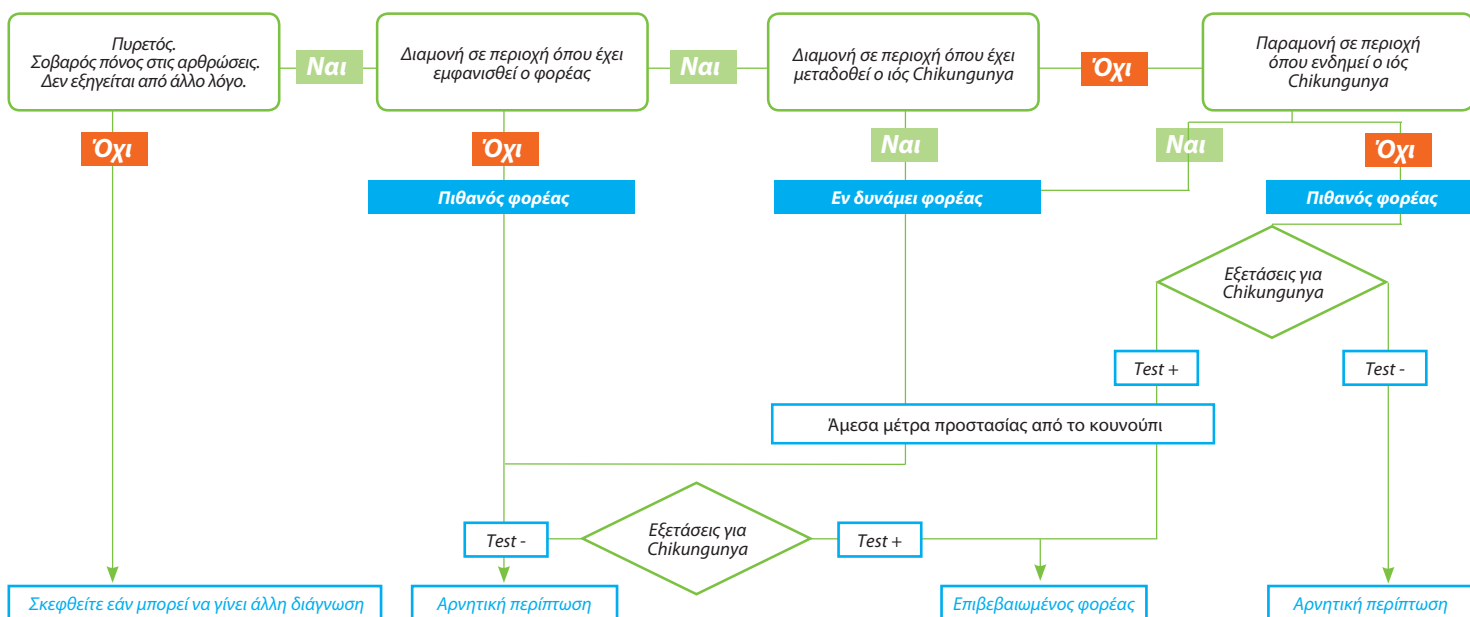 Πυρετός.
Σοβαρός πόνος στις αρθρώσεις.
Δεν εξηγείται από άλλο λόγο.
Ναι
Διαμονή σε περιοχή όπου έχει
εμφανισθεί ο φορέας
Ναι
Διαμονή σε περιοχή όπου έχει
μεταδοθεί ο ιός Chikungunya
Όχι
Παραμονή σε περιοχή
όπου ενδημεί ο ιός
Chikungunya
Όχι
Όχι
Ναι
Ναι
Όχι
Πιθανός φορέας
Εν δυνάμει φορέας
Πιθανός φορέας
Εξετάσεις για
Chikungunya
Test +
Test -
Άμεσα μέτρα προστασίας από το κουνούπι
Test -
Εξετάσεις για
Chikungunya
Test +
Σκεφθείτε εάν μπορεί να γίνει άλλη διάγνωση
Αρνητική περίπτωση
Επιβεβαιωμένος φορέας
Αρνητική περίπτωση